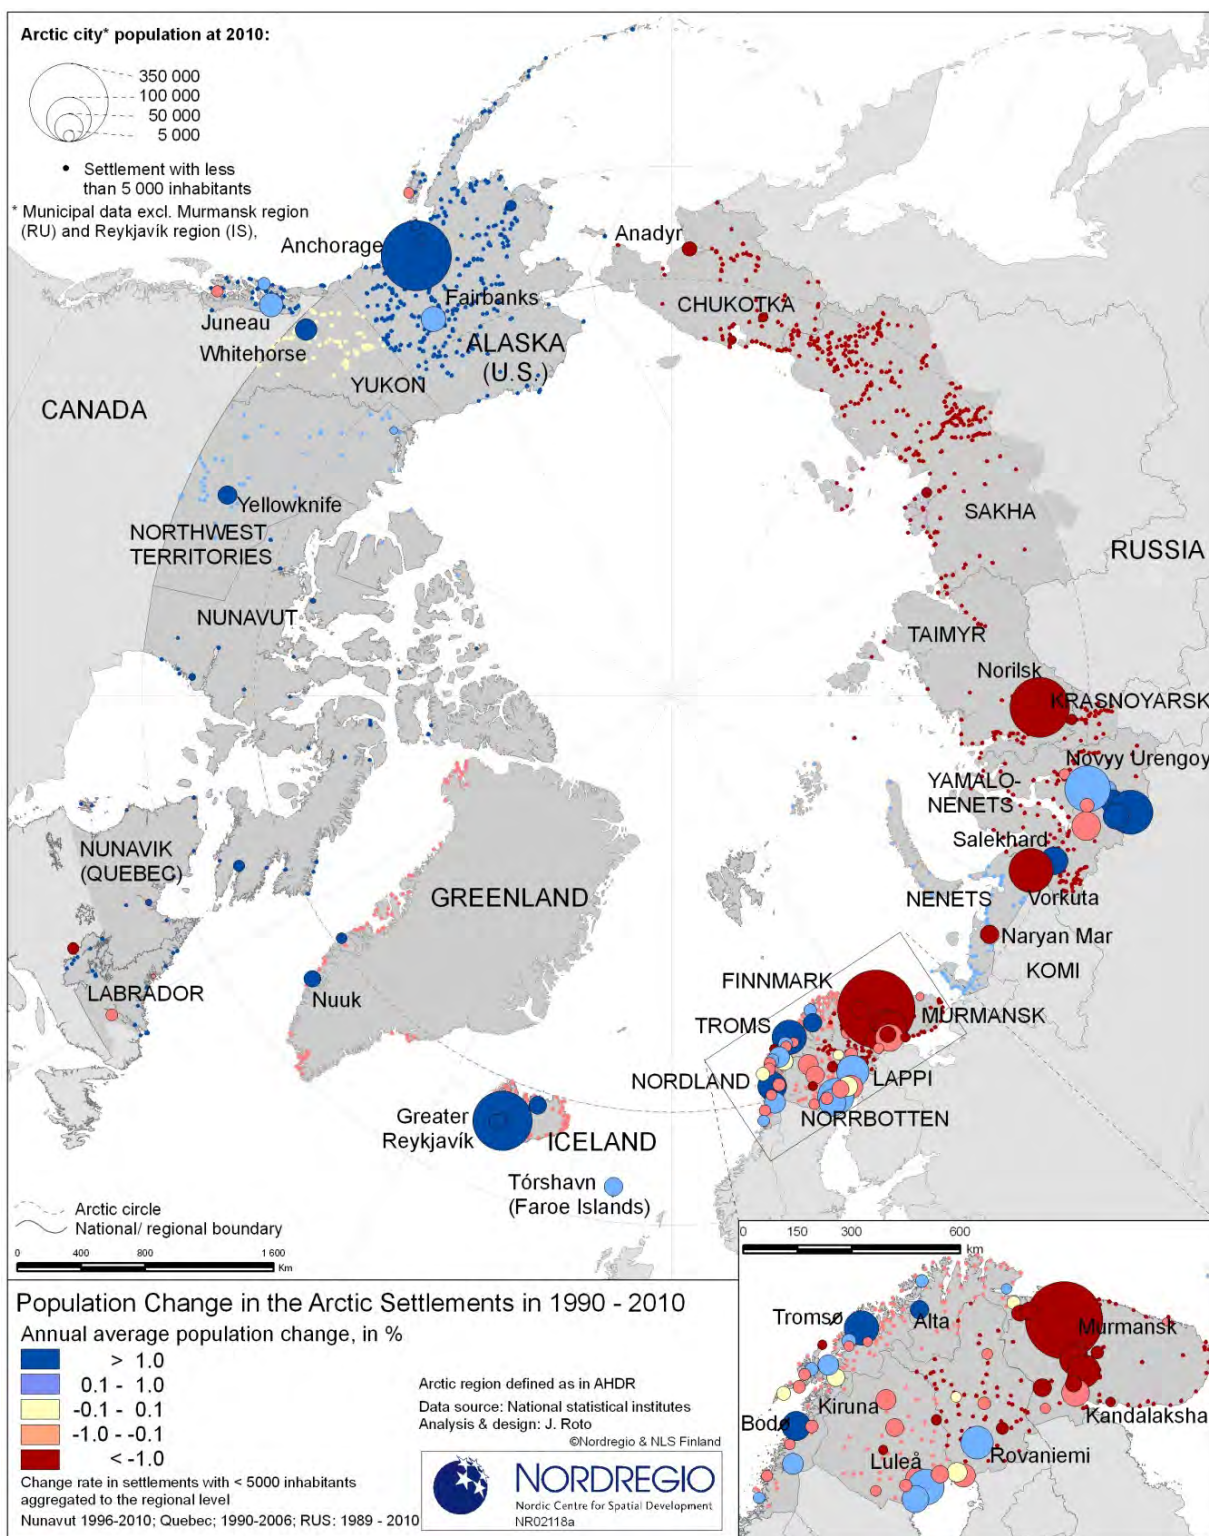 Arctic city* population at 2010:
350 000
100 000
50 000
5 000
Settlement with less
than 5 000 inhabitants
* Municipal data excl. Murmansk region
(RU) and Reykjavík region (IS),
Anchorage
Fairbanks
Juneau
Whitehorse
ALASKA
(U.S.)
YUKON
CANADA
Yellowknife
NORTHWEST
TERRITORIES
NUNAVUT
NUNAVIK
(QUEBEC)
LABRADOR
GREENLAND
Nuuk
Greater
Reykjavík
ICELAND
Tórshavn
(Faroe Islands)
Anadyr
CHUKOTKA
SAKHA
RUSSIA
TAIMYR
Norilsk
KRASNOYARSK
Novyy Urengoy
YAMALO-
NENETS
Salekhard
NENETS
Vorkuta
Naryan Mar
KOMI
FINNMARK
MURMANSK
TROMS
NORDLAND
LAPPI
NORRBOTTEN
Arctic circle
National/ regional boundary
0 400 800 1 600
Km
0 150 300 600
km
Tromsø
Alta
Murmansk
Kiruna
Kandalaksha
Bodø
Luleå
Rovaniemi
Population Change in the Arctic Settlements in 1990 - 2010
Annual average population change, in %
> 1.0
0.1 - 1.0
-0.1 - 0.1
-1.0 - -0.1
< -1.0
Change rate in settlements with < 5000 inhabitants
aggregated to the regional level
Nunavut 1996-2010; Quebec; 1990-2006; RUS: 1989 - 2010
Arctic region defined as in AHDR
Data source: National statistical institutes
Analysis & design: J. Roto
©Nordregio & NLS Finland
NORDREGIO
Nordic Centre for Spatial Development
NR02118a